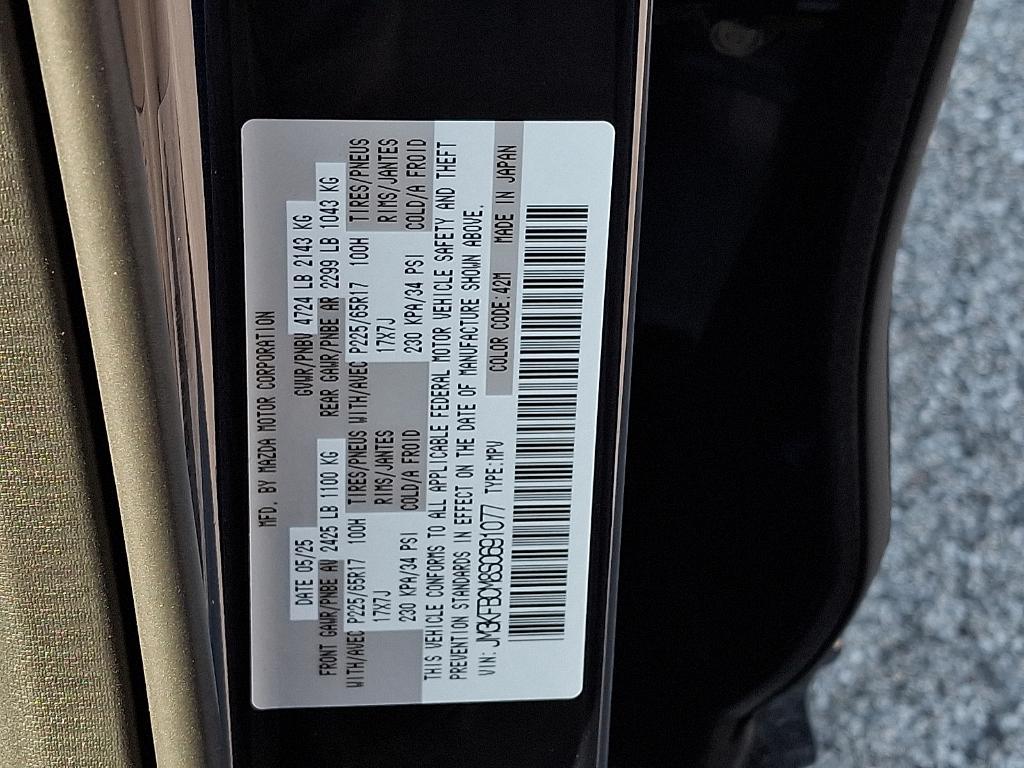 MFD. BY MAZDA MOTOR CORPORATION
DATE 05/25 GVWR/PNBV 4724 LB 2143 KG
FRONT GAWR/PNBE AV 2425 LB 1100 KG REAR GAWR/PNBE AR 2299 LB 1043 KG
WITH/AVEC P225/65R17 100H TIRES/PNEUS WITH/AVEC P225/65R17 100H TIRES/PNEUS
17X7J RIMS/JANTES 17X7J RIMS/JANTES
230 KPA/34 PSI COLD/A FROID 230 KPA/34 PSI COLD/A FROID
THIS VEHICLE CONFORMS TO ALL APPLICABLE FEDERAL MOTOR VEHICLE SAFETY AND THEFT
PREVENTION STANDARDS IN EFFECT ON THE DATE OF MANUFACTURE SHOWN ABOVE.
VIN: JM3KFBCM8S0691077 TYPE:MPV COLOR CODE:42M MADE IN JAPAN